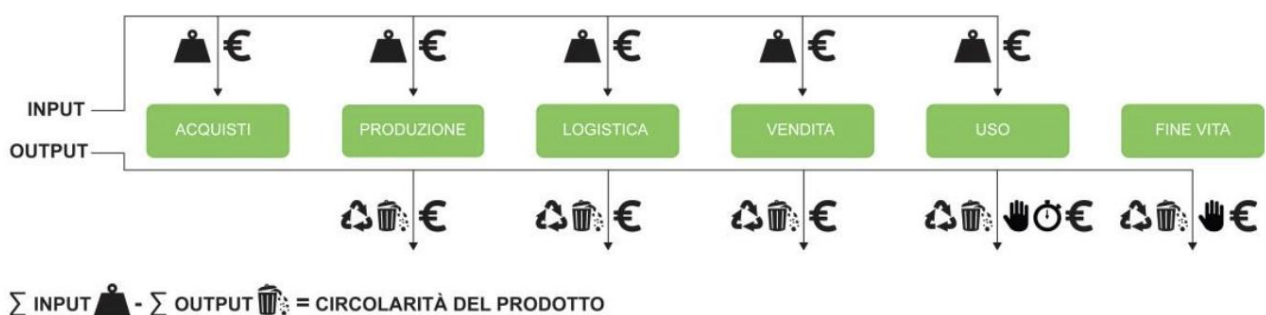 € € € € €
INPUT
ACQUISTI PRODUZIONE LOGISTICA VENDITA USO FINE VITA
OUTPUT
€ € € € €
∑ INPUT - ∑ OUTPUT = CIRCOLARITÀ DEL PRODOTTO